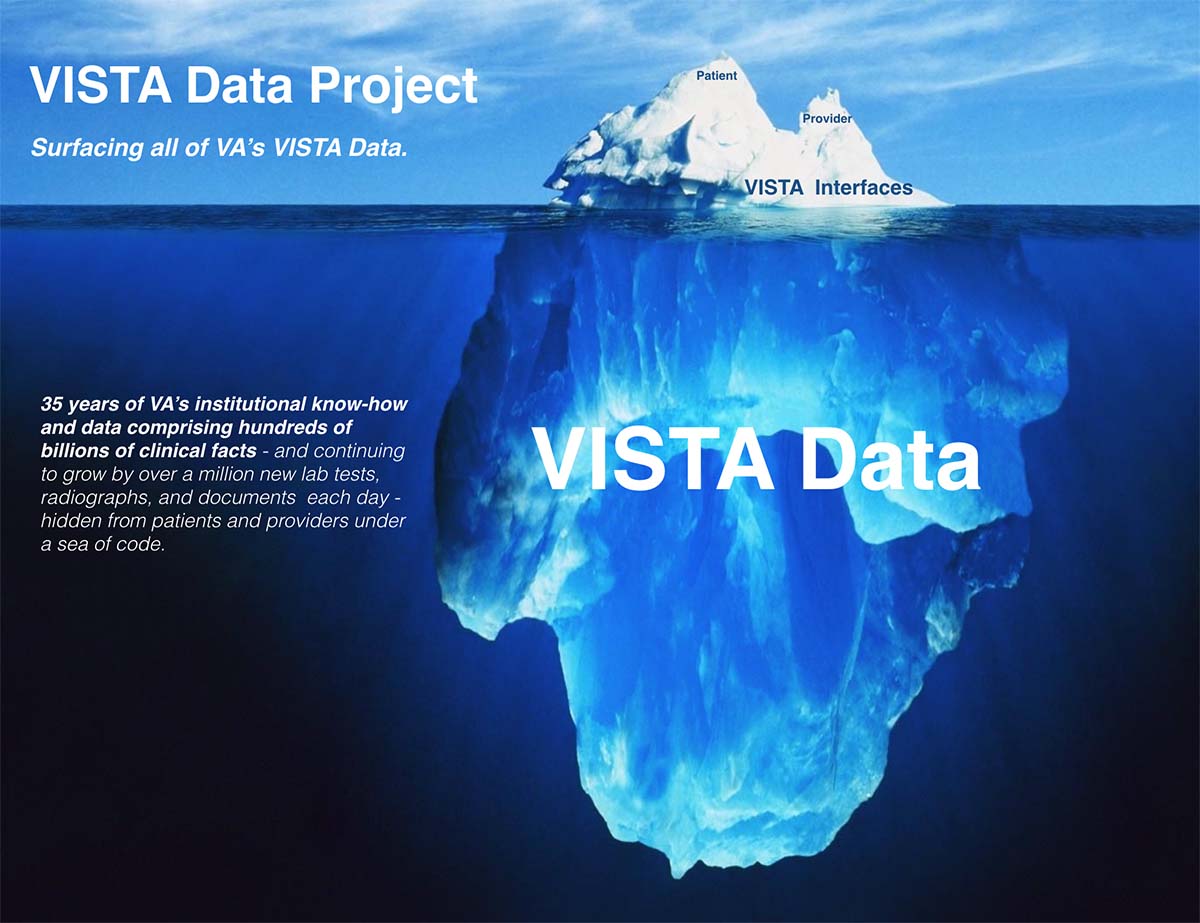 VISTA Data Project
Surfacing all of VA's VISTA Data.
Patient
Provider
VISTA Interfaces
35 years of VA's institutional know-how
and data comprising hundreds of
billions of clinical facts - and continuing
to grow by over a million new lab tests,
radiographs, and documents each day -
hidden from patients and providers under
a sea of code.
VISTA Data